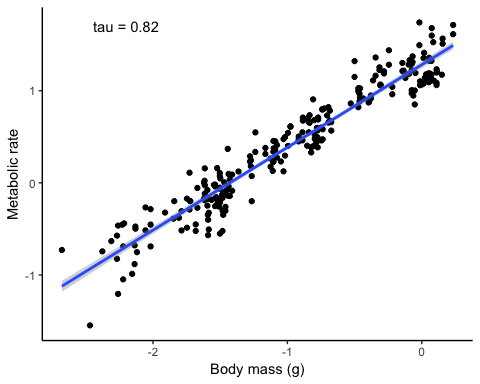 tau = 0.82
Metabolic rate
1
0
-1
-2
-1
0
Body mass (g)